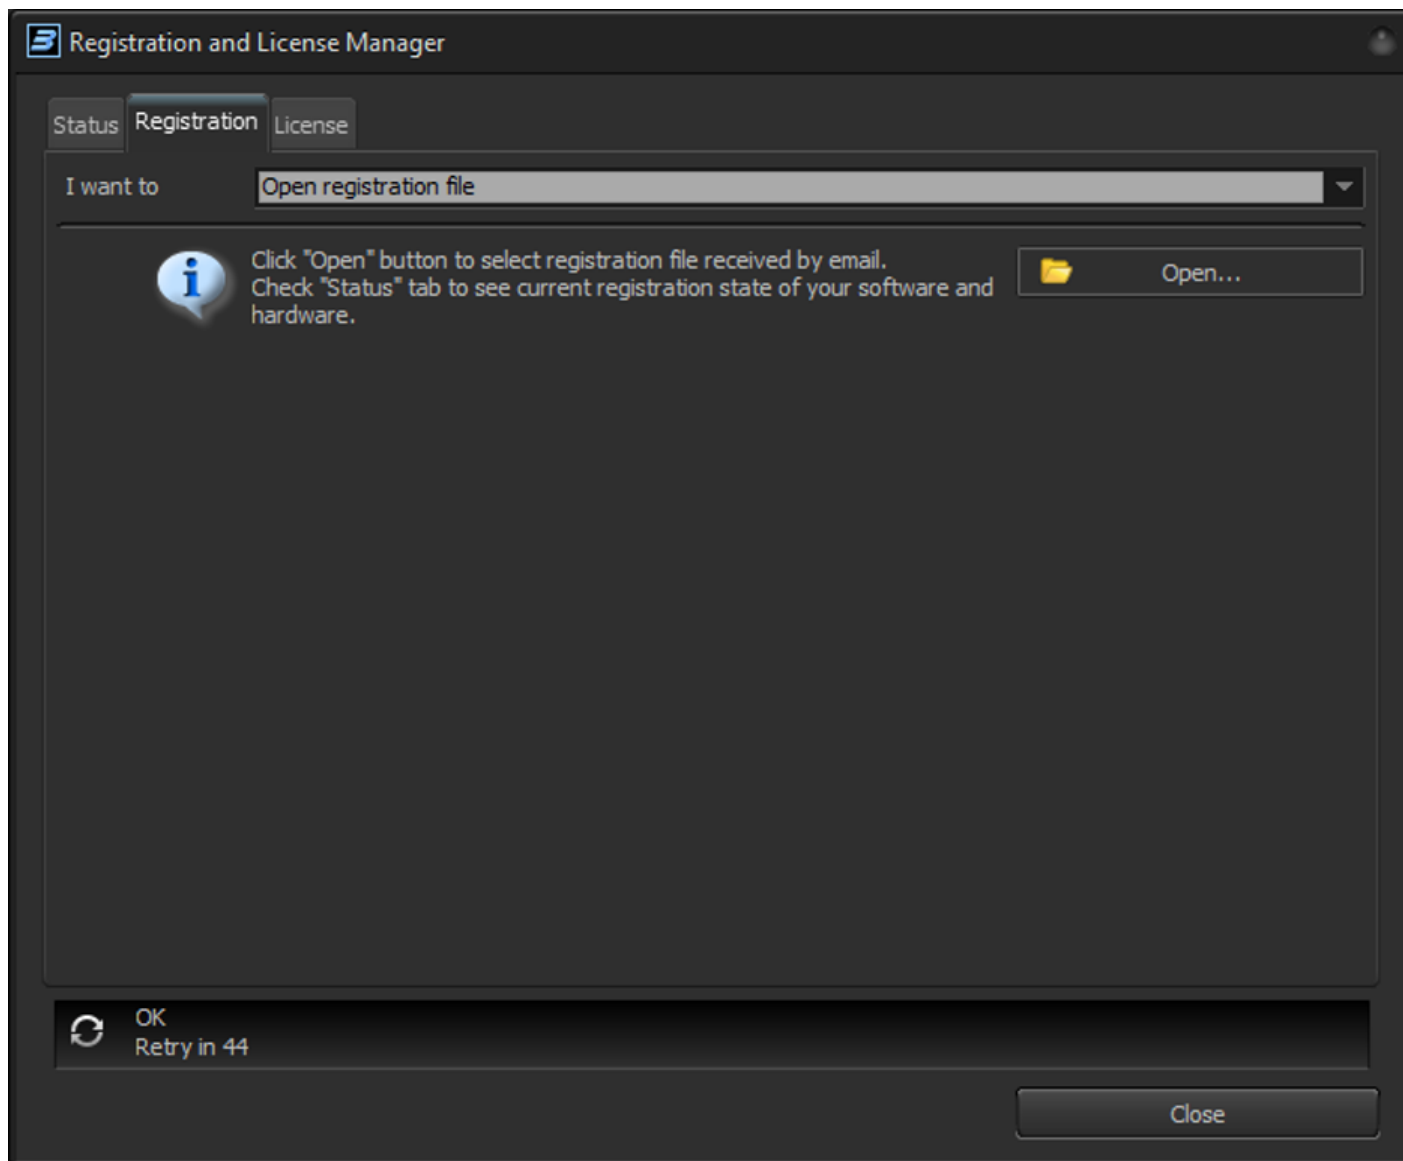 Registration and License Manager
Status Registration License
I want to Open registration file
Click "Open" button to select registration file received by email.
Check "Status" tab to see current registration state of your software and
hardware.
Open...
OK
Retry in 44
Close